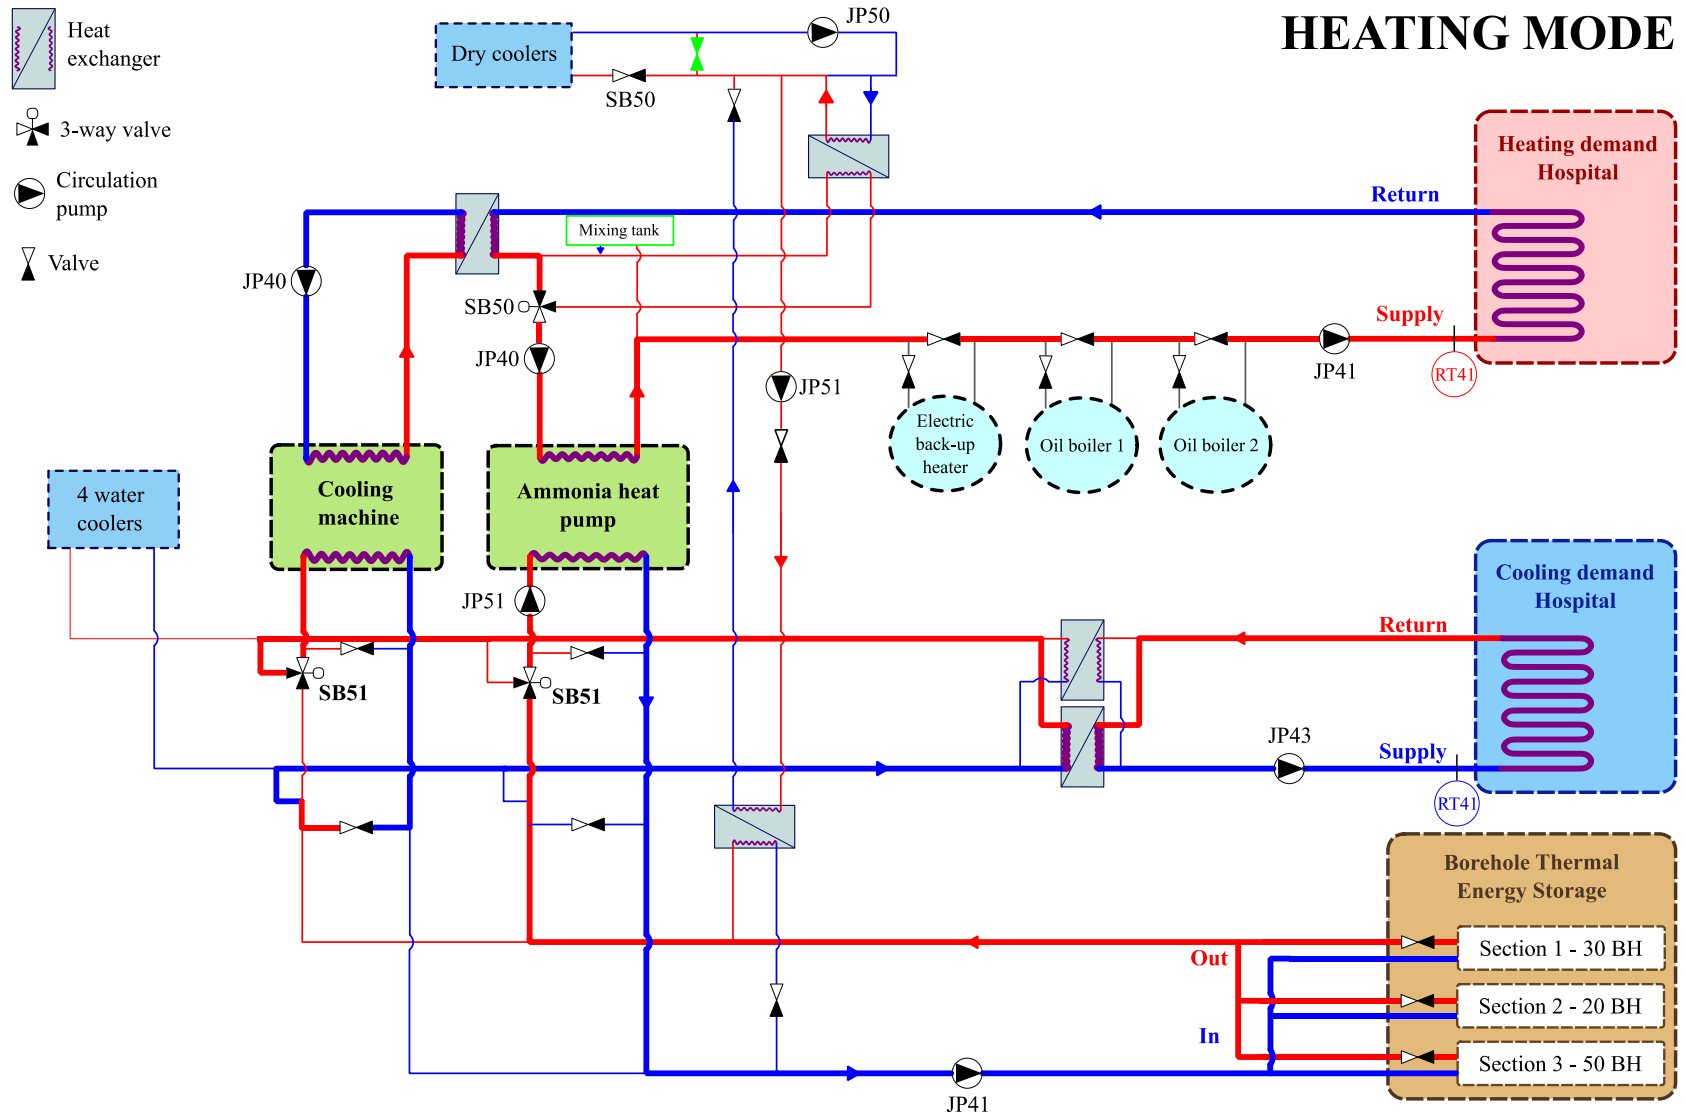 HEATING MODE
Heat
exchanger
3-way valve
Circulation
pump
Valve
Dry coolers
JP50
SB50
Heating demand
Hospital
Return
Mixing tank
JP40
SB50
Supply
JP40
JP41
RT41
JP51
Electric
back-up
heater
Oil boiler 1
Oil boiler 2
4 water
coolers
Cooling
machine
Ammonia heat
pump
JP51
Cooling demand
Hospital
Return
SB51
SB51
JP43
Supply
RT41
Borehole Thermal
Energy Storage
Out
Section 1 - 30 BH
Section 2 - 20 BH
In
Section 3 - 50 BH
JP41